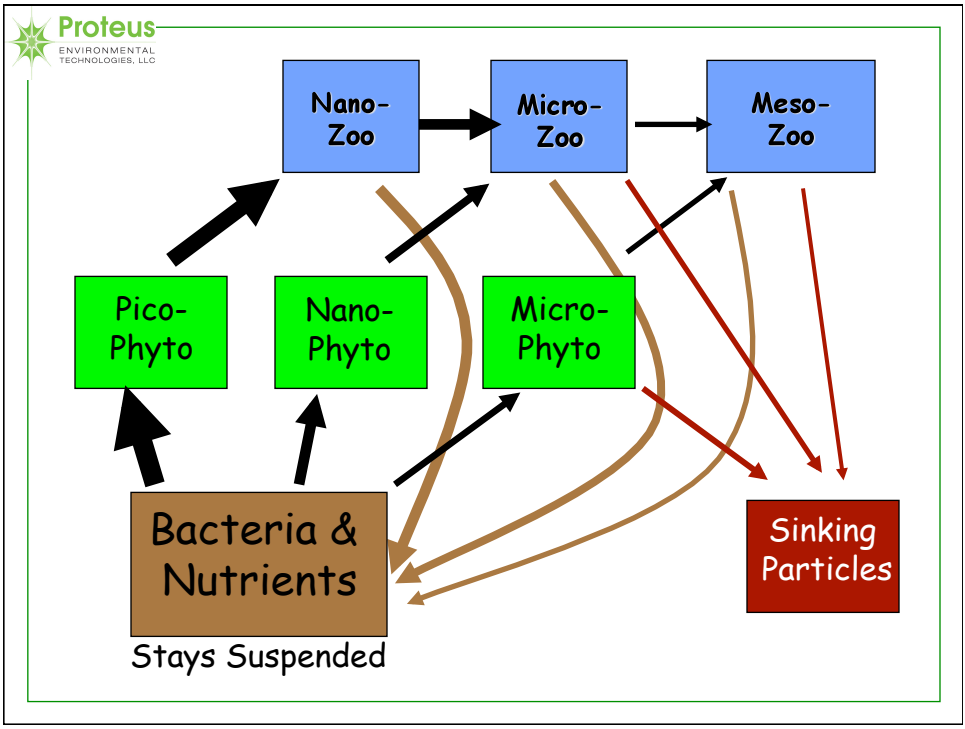 Proteus
ENVIRONMENTAL
TECHNOLOGIES, LLC
Nano-
Zoo
Micro-
Zoo
Meso-
Zoo
Pico-
Phyto
Nano-
Phyto
Micro-
Phyto
Bacteria &
Nutrients
Stays Suspended
Sinking
Particles